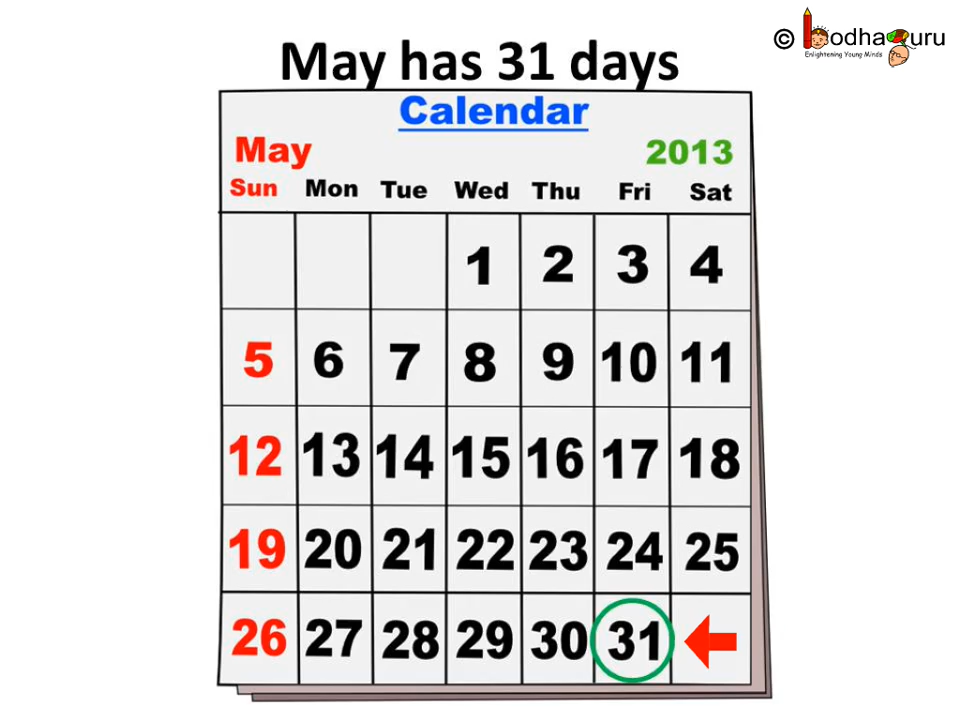 May has 31 days
© BodhaGuru
Enlightening Young Minds
Calendar
May 2013
Sun Mon Tue Wed Thu Fri Sat
1 2 3 4
5 6 7 8 9 10 11
12 13 14 15 16 17 18
19 20 21 22 23 24 25
26 27 28 29 30 31